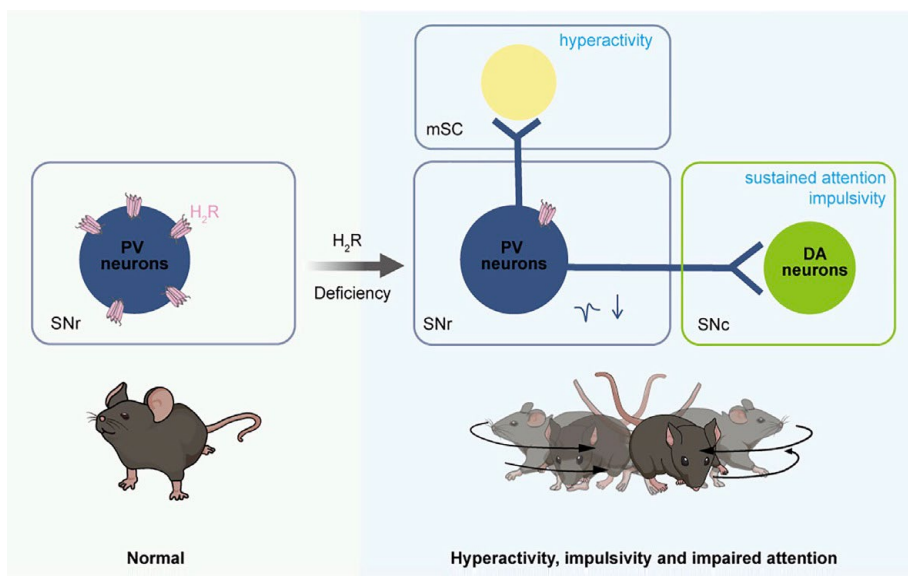 H₂R
PV
neurons
SNr
H₂R
Deficiency
hyperactivity
mSC
PV
neurons
SNr
sustained attention
impulsivity
DA
neurons
SNc
Normal
Hyperactivity, impulsivity and impaired attention